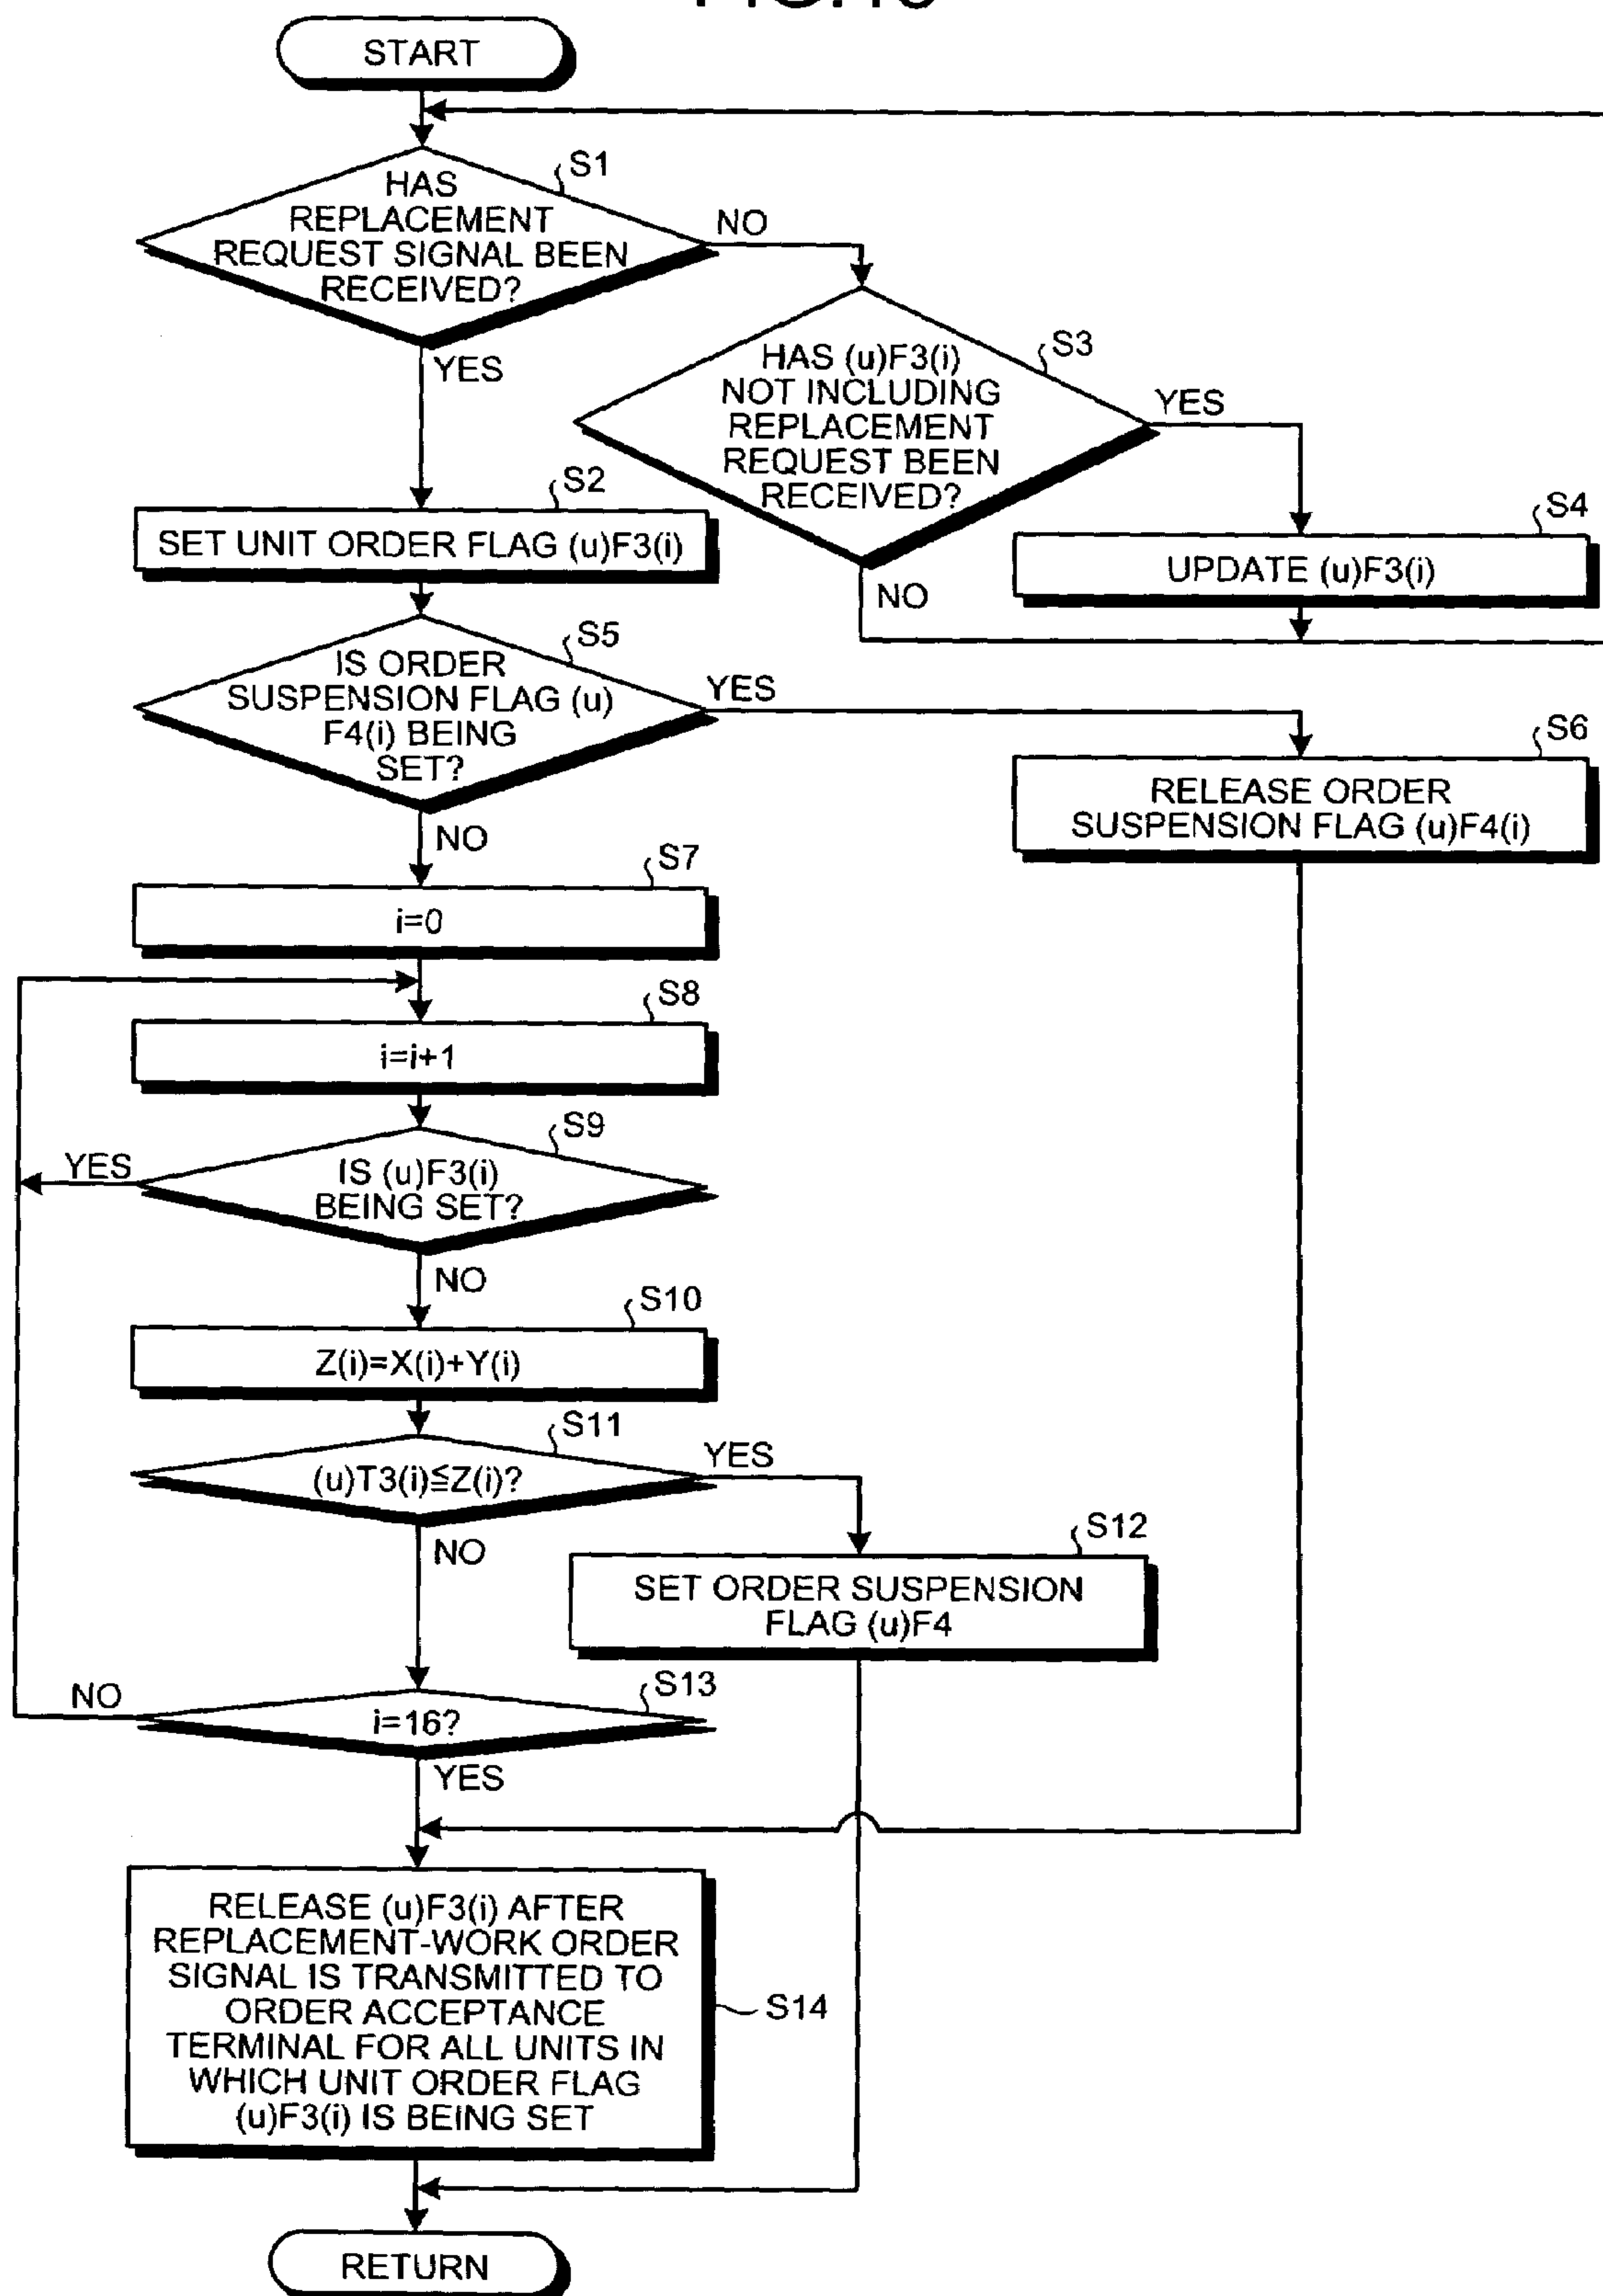 START
S1
HAS
REPLACEMENT
REQUEST SIGNAL BEEN
RECEIVED?
NO
YES
S3
HAS (u)F3(i)
NOT INCLUDING
REPLACEMENT
REQUEST BEEN
RECEIVED?
YES
NO
S2
SET UNIT ORDER FLAG (u)F3(i)
S4
UPDATE (u)F3(i)
S5
IS ORDER
SUSPENSION FLAG (u)
F4(i) BEING
SET?
YES
NO
S6
RELEASE ORDER
SUSPENSION FLAG (u)F4(i)
S7
i=0
S8
i=i+1
S9
IS (u)F3(i)
BEING SET?
YES
NO
S10
Z(i)=X(i)+Y(i)
S11
(u)T3(i)≦Z(i)?
YES
NO
S12
SET ORDER SUSPENSION
FLAG (u)F4
S13
i=16?
NO
YES
RELEASE (u)F3(i) AFTER
REPLACEMENT-WORK ORDER
SIGNAL IS TRANSMITTED TO
ORDER ACCEPTANCE
TERMINAL FOR ALL UNITS IN
WHICH UNIT ORDER FLAG
(u)F3(i) IS BEING SET
S14
RETURN